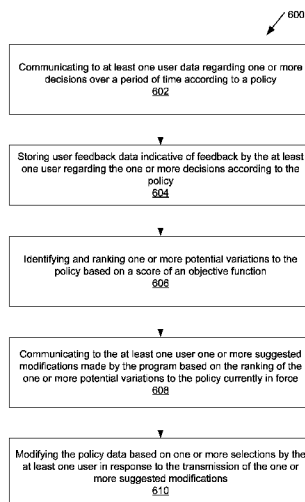 600
Communicating to at least one user data regarding one or more
decisions over a period of time according to a policy
602
Storing user feedback data indicative of feedback by the at least
one user regarding the one or more decisions according to the
policy
604
Identifying and ranking one or more potential variations to the
policy based on a score of an objective function
606
Communicating to the at least one user one or more suggested
modifications made by the program based on the ranking of the
one or more potential variations to the policy currently in force
608
Modifying the policy data based on one or more selections by the
at least one user in response to the transmission of the one or
more suggested modifications
610